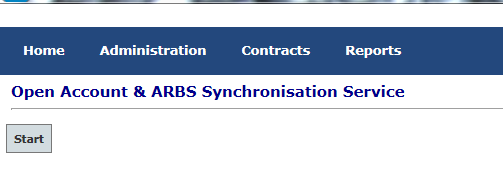 Home Administration Contracts Reports
Open Account & ARBS Synchronisation Service
Start